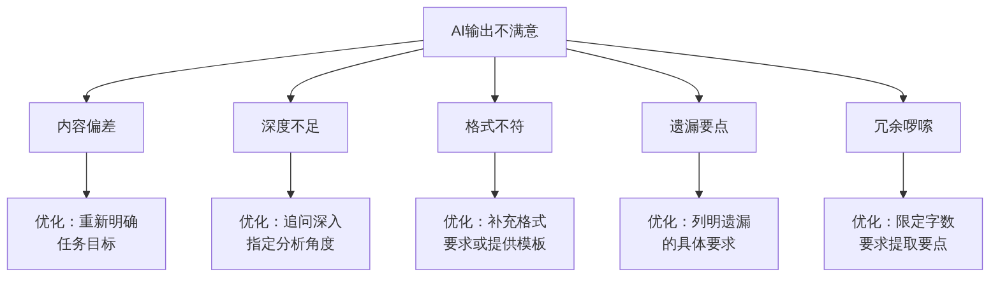 AI输出不满意
内容偏差
深度不足
格式不符
遗漏要点
冗余啰嗦
优化：重新明确
任务目标
优化：追问深入
指定分析角度
优化：补充格式
要求或提供模板
优化：列明遗漏
的具体要求
优化：限定字数
要求提取要点